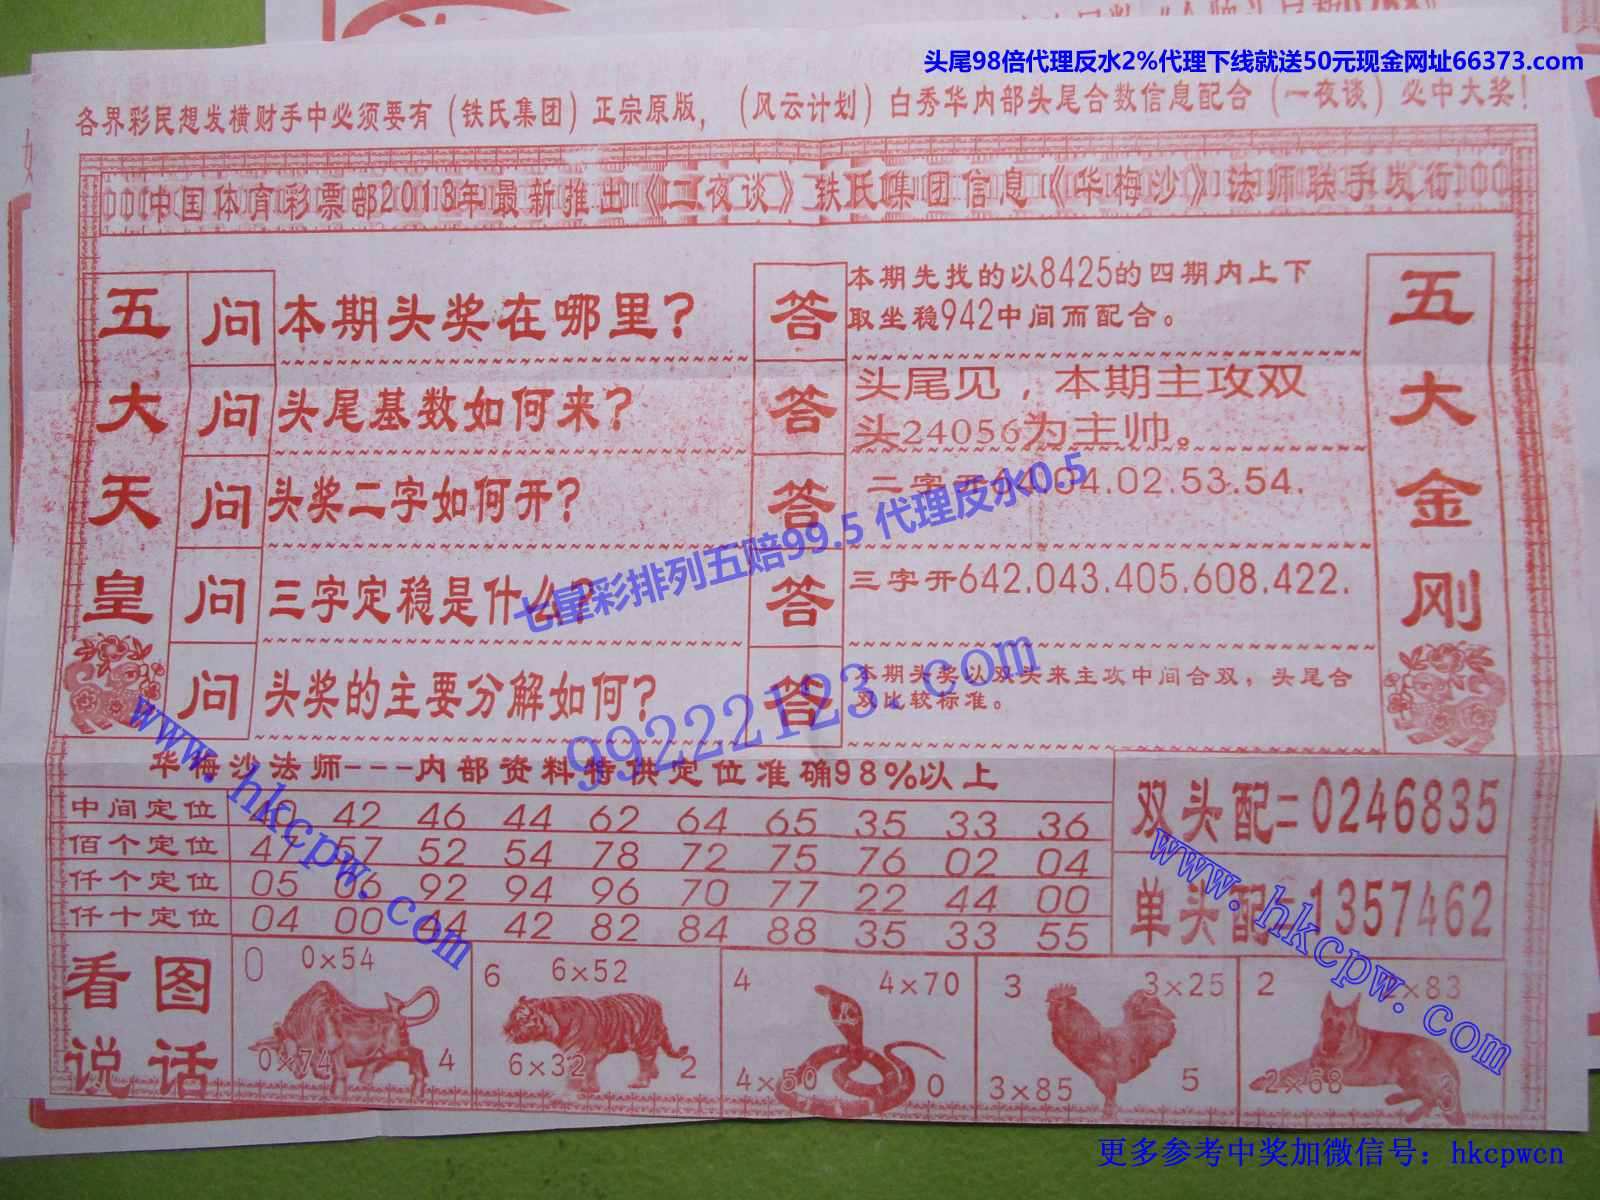 头尾98倍代理反水2%代理下线就送50元现金网址66373.com
各界彩民想发横财手中必须要有(铁氏集团)正宗原版,(风云计划)白秀华内部头尾合数信息配合(一夜谈)必中大奖!
中国体育彩票部2013年最新推出《二夜谈》铁氏集团信息《华梅沙》法师联手发行
五大天皇
问 本期头奖在哪里?
答 本期先找的以8425的四期内上下
取坐稳942中间而配合。
问 头尾基数如何来?
答 头尾见,本期主攻双
头24056为主帅。
问 头奖二字如何开?
答 二字开64.04.02.53.54.
问 三字定稳是什么?
答 三字开642.043.405.608.422.
问 头奖的主要分解如何?
答 本期头奖以双头来主攻中间合双,头尾合
双比较标准。
五大金刚
七星彩排列五赔99.5 代理反水0.5
99222123.com
www.hkcpw.com
华梅沙法师---内部资料特供定位准确98%以上
中间定位 42 46 44 62 64 65 35 33 36
佰个定位 47 57 52 54 78 72 75 76 02 04
仟个定位 05 06 92 94 96 70 77 22 44 00
仟十定位 04 00 44 42 82 84 88 35 33 55
双头配=0246835
单头配=1357462
www.hkcpw.com
看图
说话
0 0×54
0×74 4
6 6×52
6×32 2
4 4×70
4×50 0
3 3×25
3×85 5
2 2×83
2×68 3
更多参考中奖加微信号:hkcpwcn